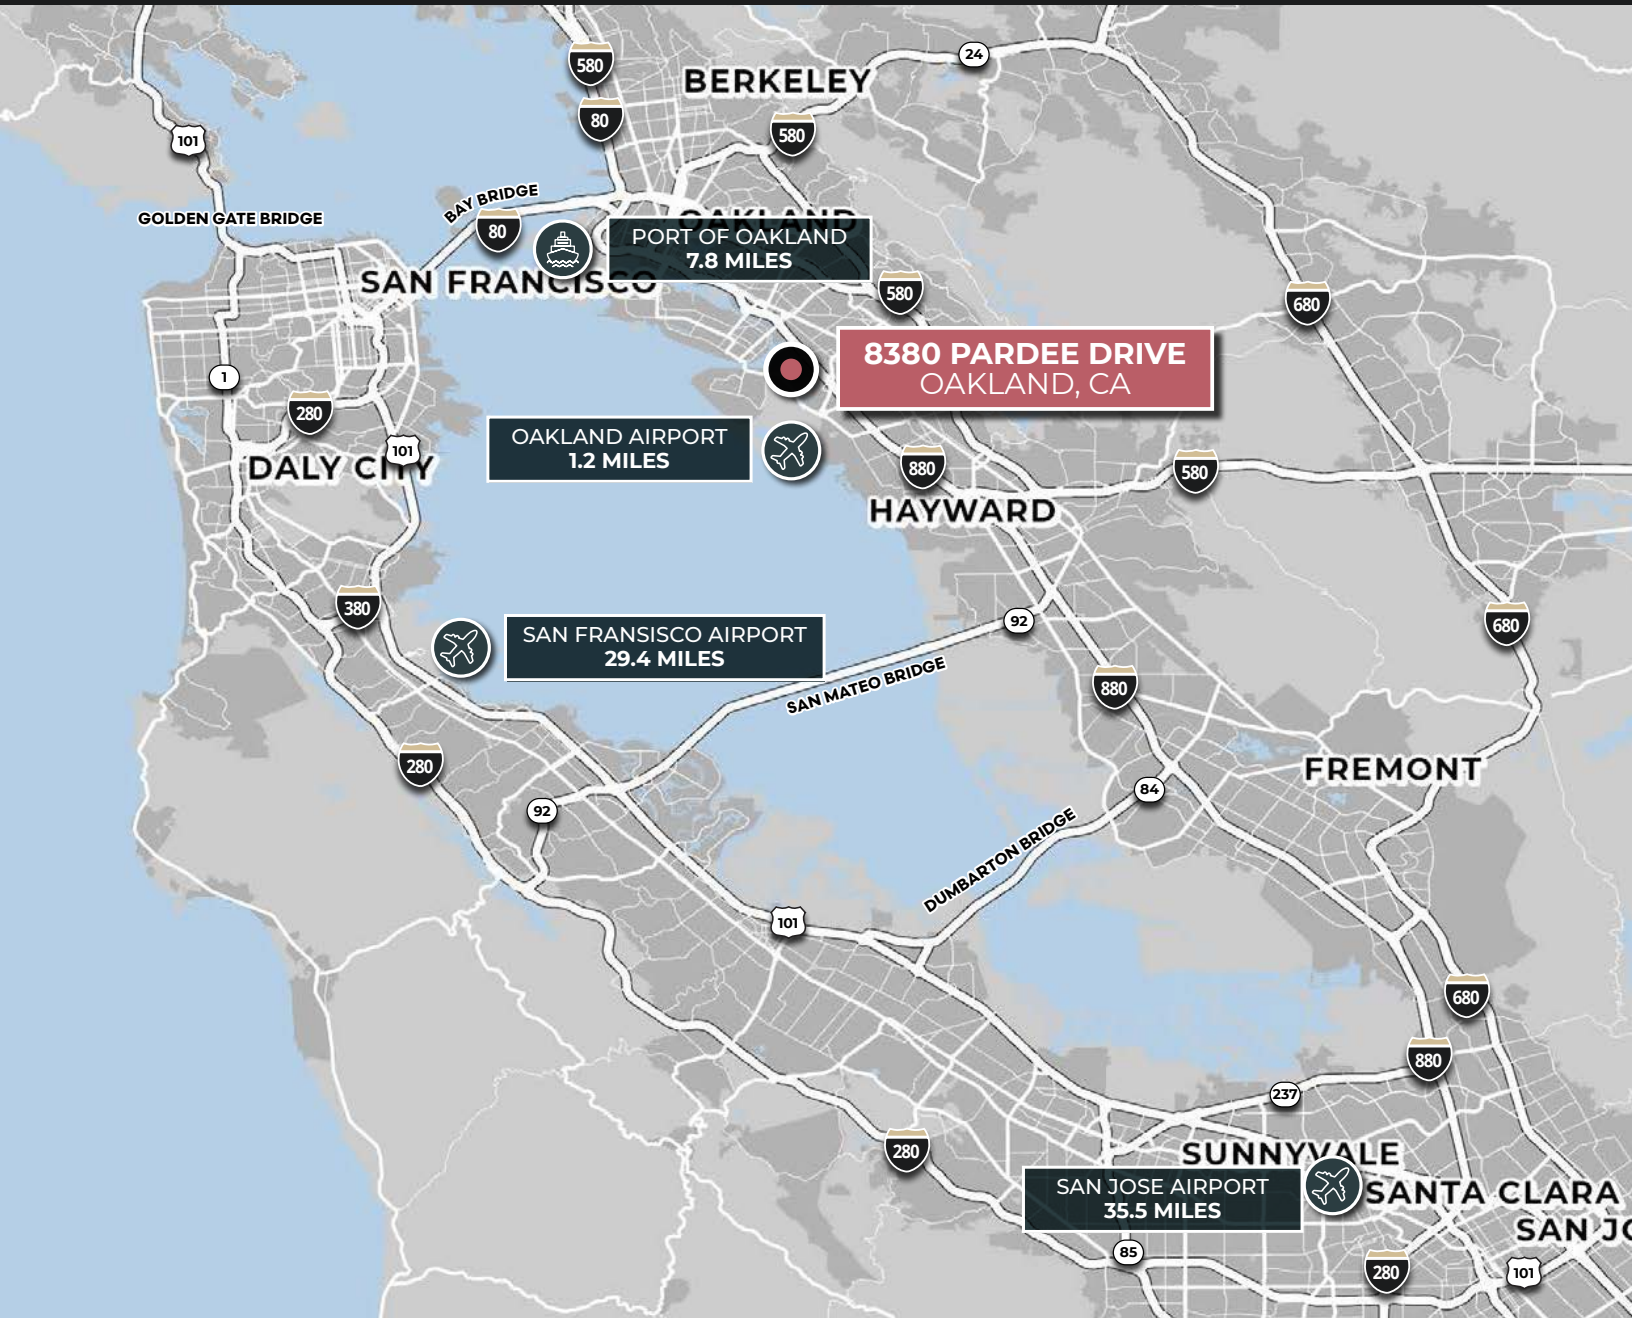 580
24
BERKELEY
80
580
101
BAY BRIDGE
GOLDEN GATE BRIDGE
80
OAKLAND
PORT OF OAKLAND
7.8 MILES
SAN FRANCISCO
580
680
8380 PARDEE DRIVE
OAKLAND, CA
1
280
101
OAKLAND AIRPORT
1.2 MILES
DALY CITY
880
580
HAYWARD
380
92
680
SAN FRANSISCO AIRPORT
29.4 MILES
SAN MATEO BRIDGE
880
280
FREMONT
84
92
DUMBARTON BRIDGE
101
680
880
237
280
SUNNYVALE
SAN JOSE AIRPORT
35.5 MILES
SANTA CLARA
SAN JO
85
280
101